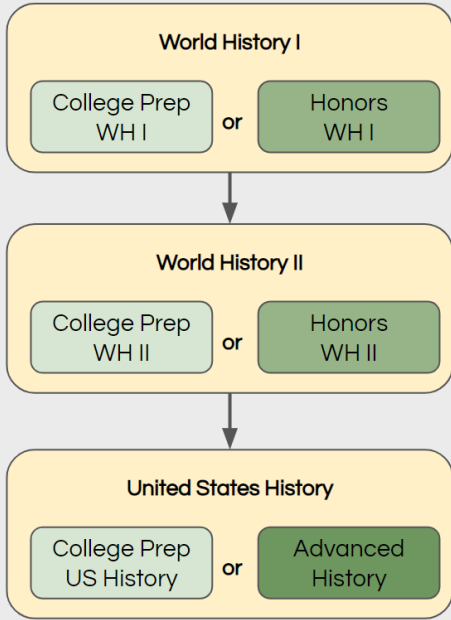 World History I
College Prep
WH I
or
Honors
WH I
World History II
College Prep
WH II
or
Honors
WH II
United States History
College Prep
US History
or
Advanced
History